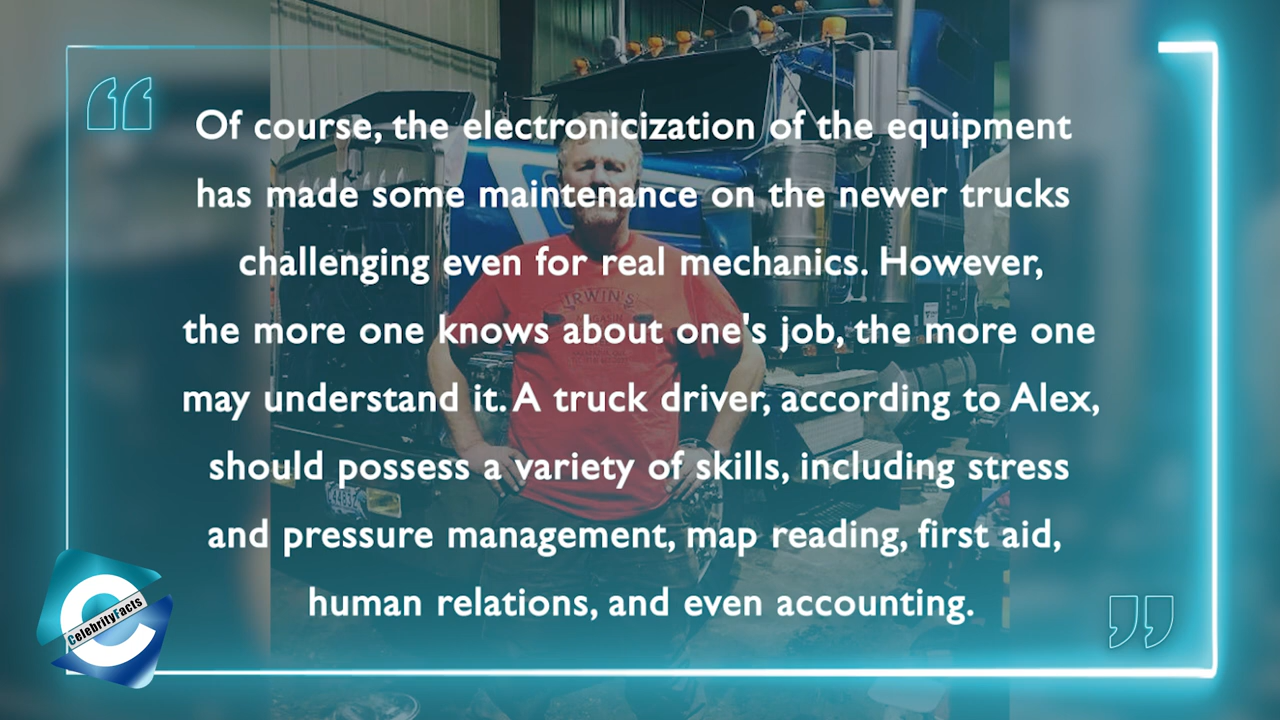 Of course, the electronicization of the equipment
has made some maintenance on the newer trucks
challenging even for real mechanics. However,
the more one knows about one's job, the more one
may understand it. A truck driver, according to Alex,
should possess a variety of skills, including stress
and pressure management, map reading, first aid,
human relations, and even accounting.
IRWIN'S
CelebrityFacts